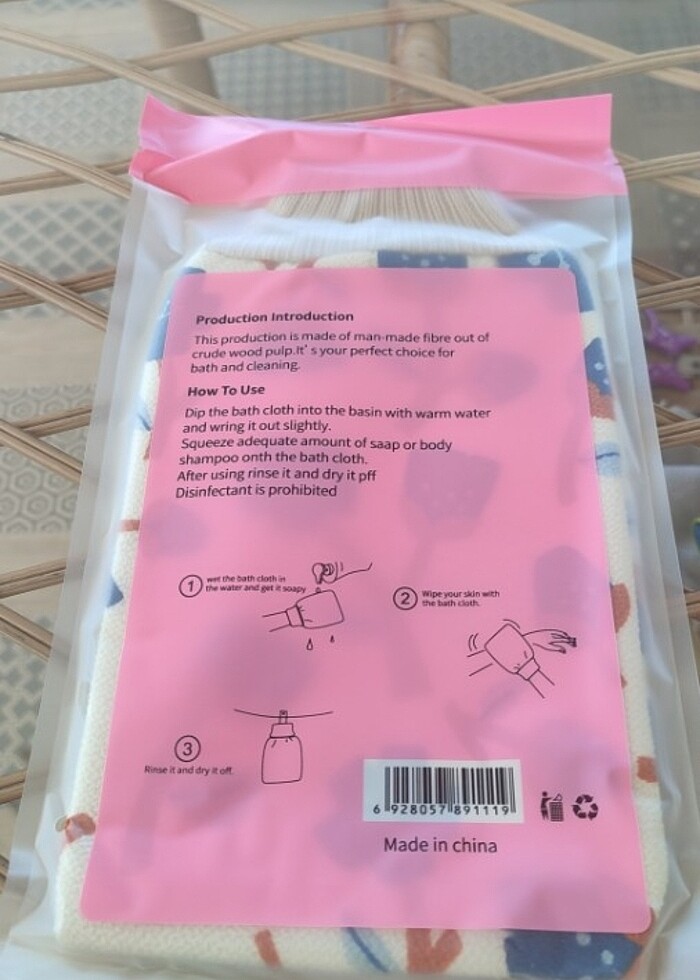 Production Introduction
This production is made of man-made fibre out of
crude wood pulp.It's your perfect choice for
bath and cleaning.
How To Use
Dip the bath cloth into the basin with warm water
and wring it out slightly.
Squeeze adequate amount of saap or body
shampoo onth the bath cloth.
After using rinse it and dry it pff
Disinfectant is prohibited
1 wet the bath cloth in
the water and get it soapy
2 Wipe your skin with
the bath cloth.
3
Rinse it and dry it off.
6 928057 891119
Made in china